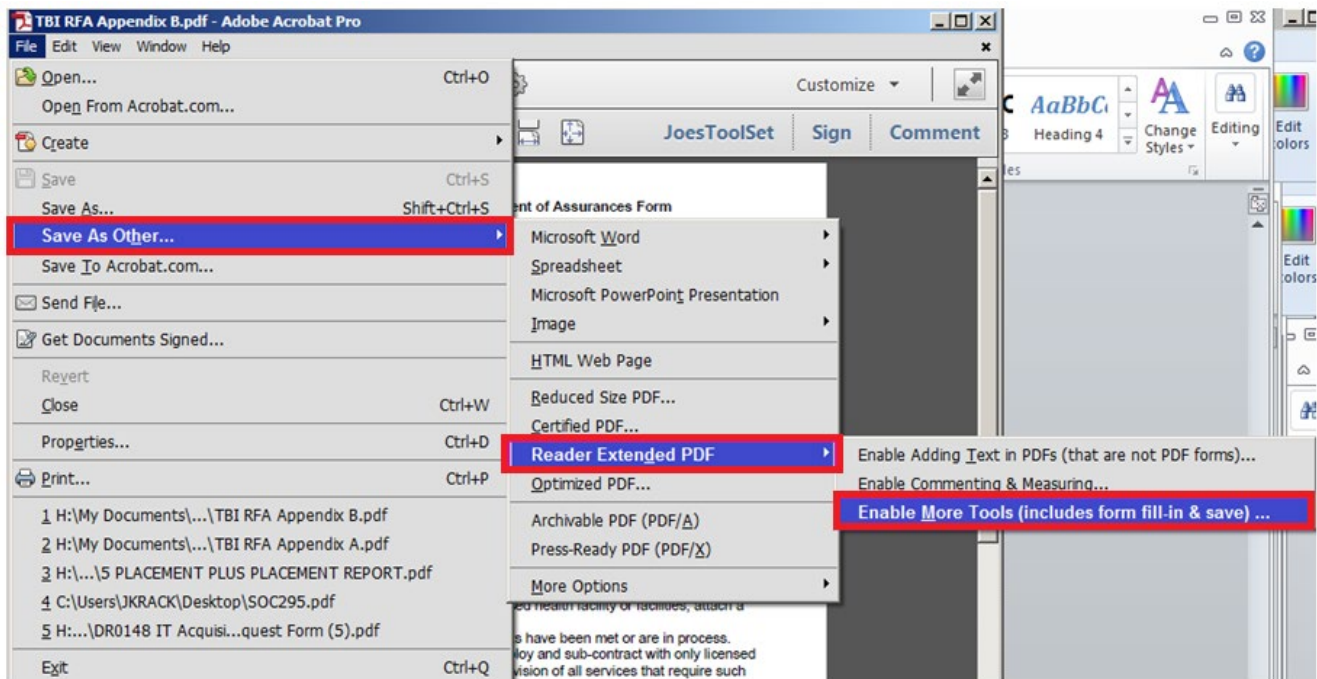 TBI RFA Appendix B.pdf - Adobe Acrobat Pro
File Edit View Window Help
Open... Ctrl+O
Open From Acrobat.com...
Create
Save Ctrl+S
Save As... Shift+Ctrl+S
Save As Other...
Save To Acrobat.com...
Send File...
Get Documents Signed...
Revert
Close Ctrl+W
Properties... Ctrl+D
Print... Ctrl+P
1 H:\My Documents\...\TBI RFA Appendix B.pdf
2 H:\My Documents\...\TBI RFA Appendix A.pdf
3 H:\...\5 PLACEMENT PLUS PLACEMENT REPORT.pdf
4 C:\Users\JKRACK\Desktop\SOC295.pdf
5 H:...\DR0148 IT Acquisi...quest Form (5).pdf
Exit Ctrl+Q
Customize
JoesToolSet Sign Comment
ent of Assurances Form
Microsoft Word
Spreadsheet
Microsoft PowerPoint Presentation
Image
HTML Web Page
Reduced Size PDF...
Certified PDF...
Reader Extended PDF
Optimized PDF...
Archivable PDF (PDF/A)
Press-Ready PDF (PDF/X)
More Options
Enable Adding Text in PDFs (that are not PDF forms)...
Enable Commenting & Measuring...
Enable More Tools (includes form fill-in & save) ...
ed health facility or facilities, attach a
s have been met or are in process.
loy and sub-contract with only licensed
vision of all services that require such
AaBbC
Heading 4
Change
Styles
Editing
les
Edit
olors
Edit
olors